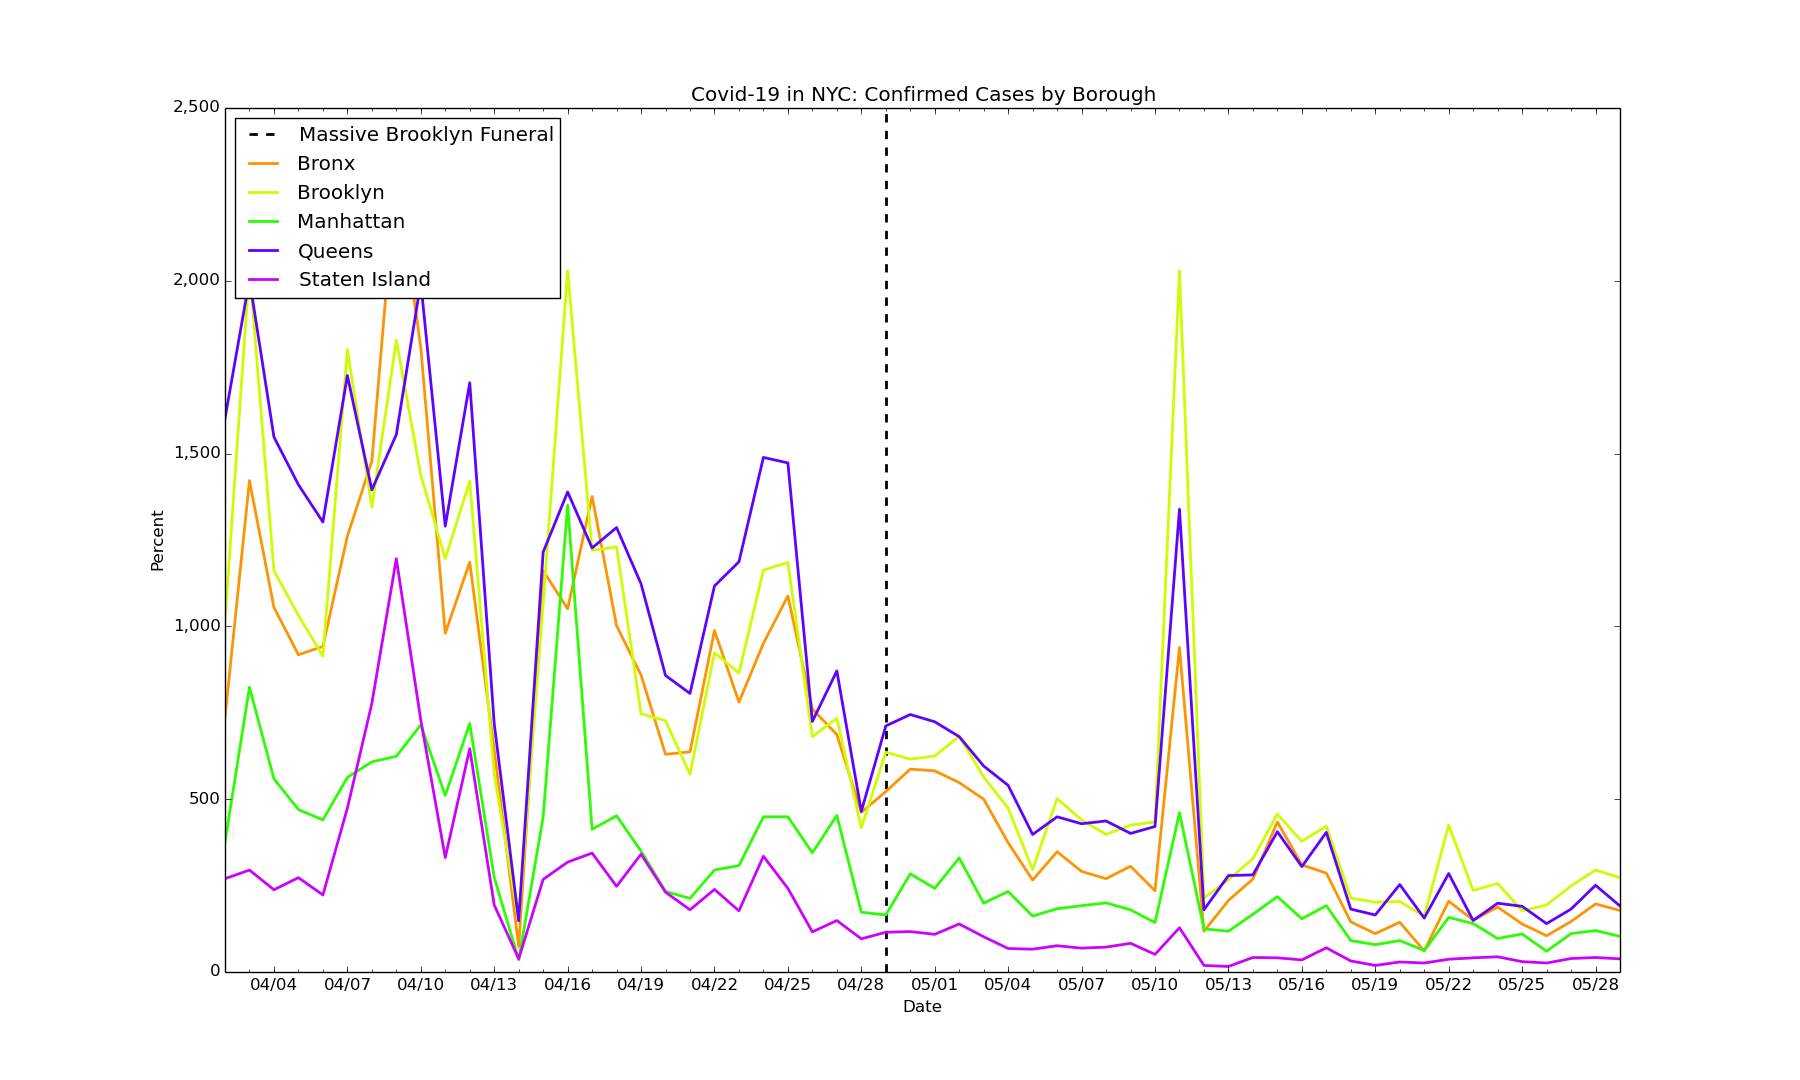 Covid-19 in NYC: Confirmed Cases by Borough
2,500
2,000
1,500
1,000
500
0
Percent
Massive Brooklyn Funeral
Bronx
Brooklyn
Manhattan
Queens
Staten Island
04/04 04/07 04/10 04/13 04/16 04/19 04/22 04/25 04/28 05/01 05/04 05/07 05/10 05/13 05/16 05/19 05/22 05/25 05/28
Date